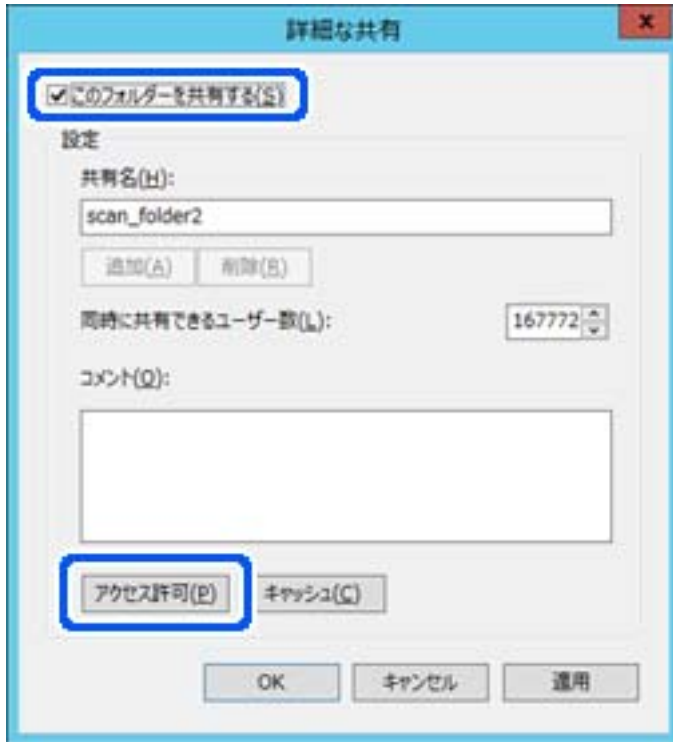 詳細な共有
x
このフォルダーを共有する(S)
設定
共有名(H):
scan_folder2
追加(A) 削除(R)
同時に共有できるユーザー数(L): 167772
コメント(O):
アクセス許可(P) キャッシュ(C)
OK キャンセル 適用